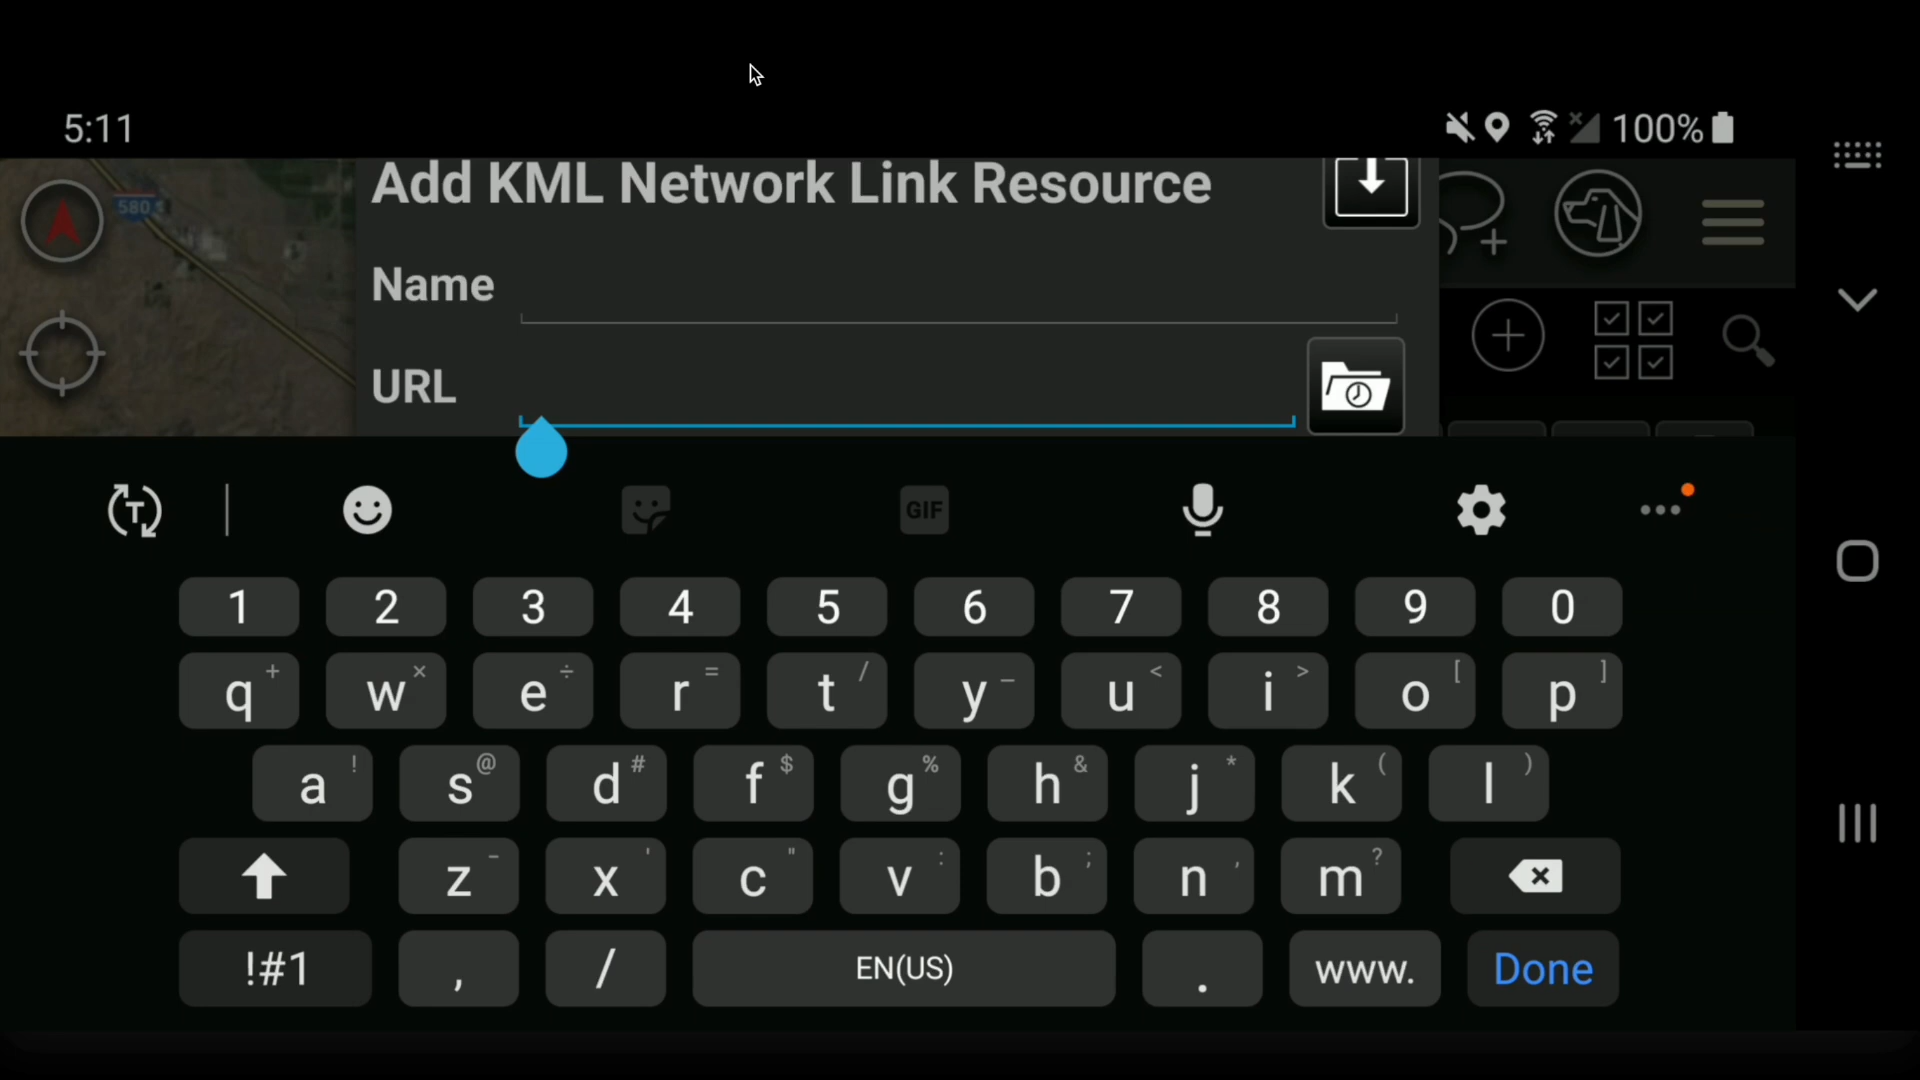 5:11
100%
580
Add KML Network Link Resource
Name
URL
T
GIF
1 2 3 4 5 6 7 8 9 0
q + w × e ÷ r = t / y _ u < i > o [ p ]
a ! s @ d # f $ g % h & j * k ( l )
z - x ' c " v : b ; n , m ?
!#1 , / EN(US) . www. Done